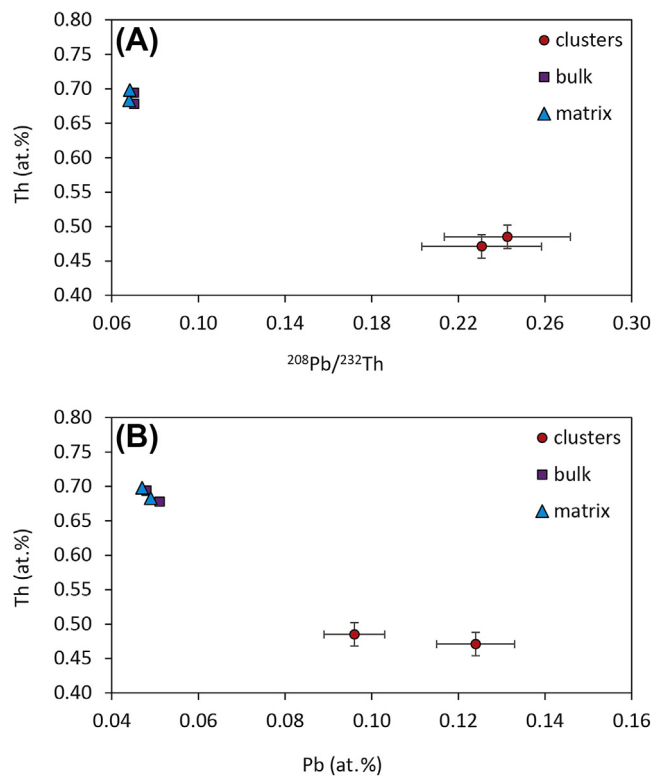 0.80
(A)
clusters
0.70
bulk
0.65
matrix
0.60
Th (at.%)
0.55
0.50
0.45
0.40
0.06 0.10 0.14 0.18 0.22 0.26 0.30
²⁰⁸Pb/²³²Th
0.80
(B)
clusters
0.75
bulk
0.70
matrix
0.65
0.60
Th (at.%)
0.55
0.50
0.45
0.40
0.04 0.06 0.08 0.10 0.12 0.14 0.16
Pb (at.%)